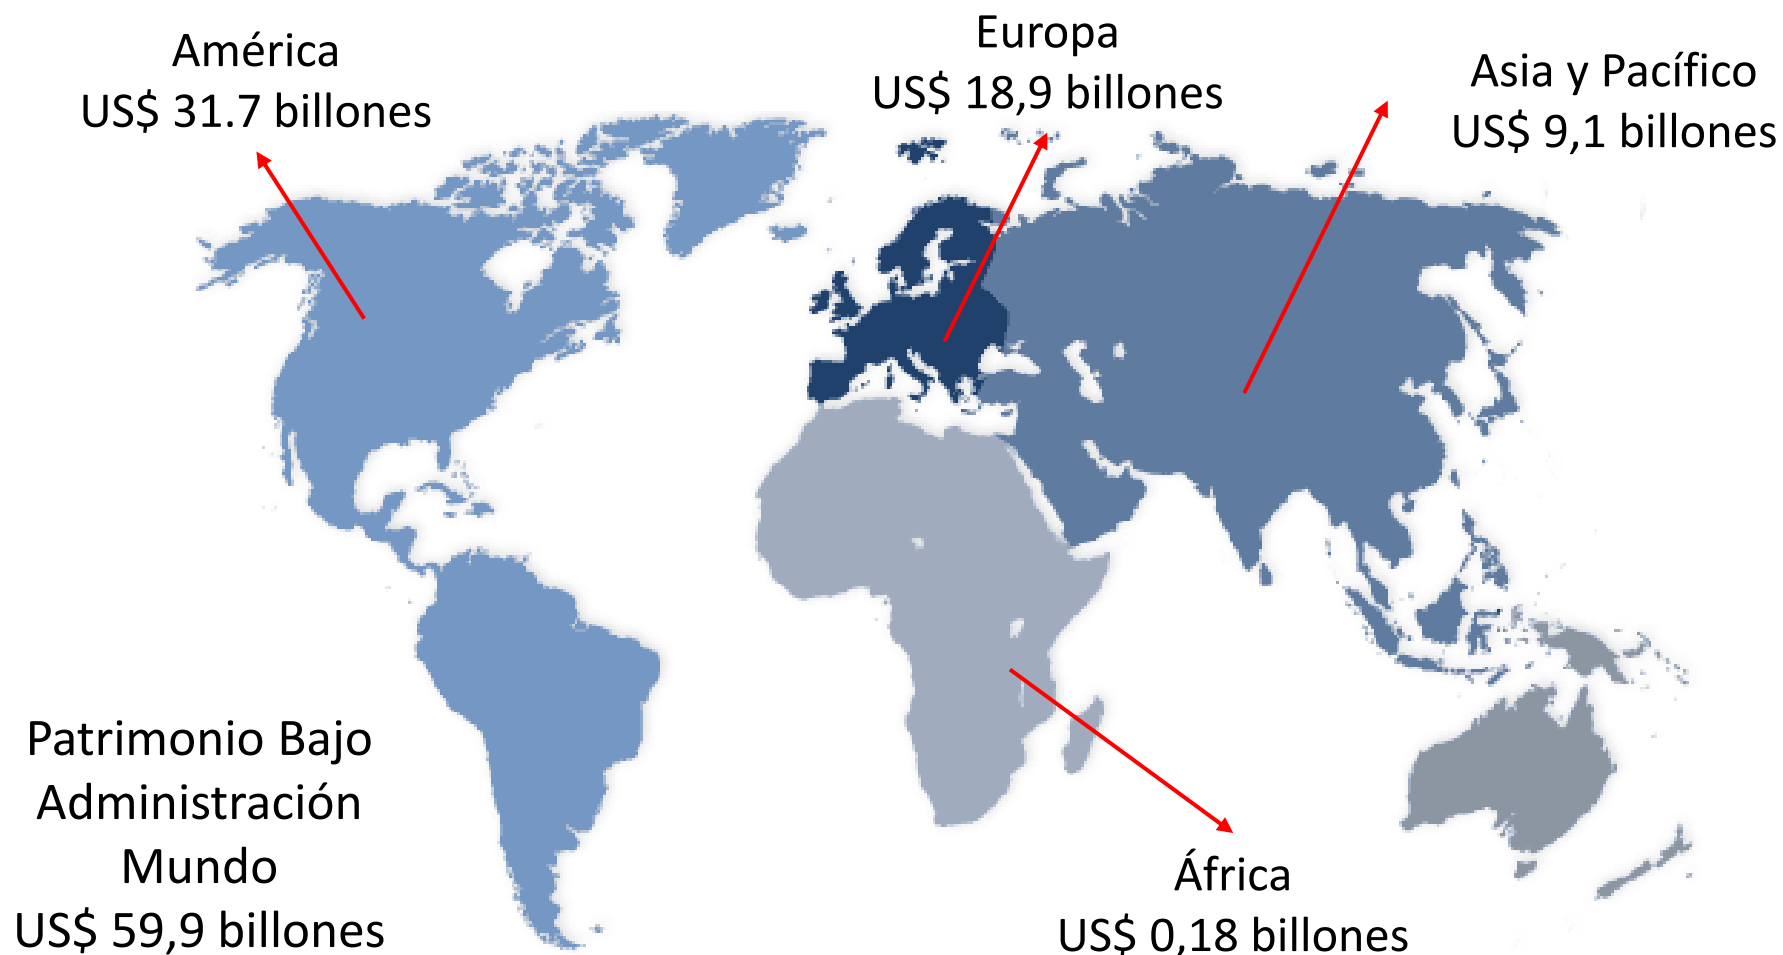 América
US$ 31.7 billones
Europa
US$ 18,9 billones
Asia y Pacífico
US$ 9,1 billones
Patrimonio Bajo
Administración
Mundo
US$ 59,9 billones
África
US$ 0,18 billones